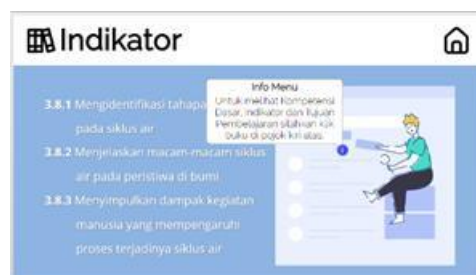 Indikator
Info Menu
Untuk melihat Kompetensi
Dasar, Indikator dan Tujuan
Pembelajaran silahkan klik
buku di pojok kiri atas.
3.8.1 Mengidentifikasi tahapa
pada siklus air
3.8.2 Menjelaskan macam-macam siklus
air pada peristiwa di bumi
3.8.3 Menyimpulkan dampak kegiatan
manusia yang mempengaruhi
proses terjadinya siklus air